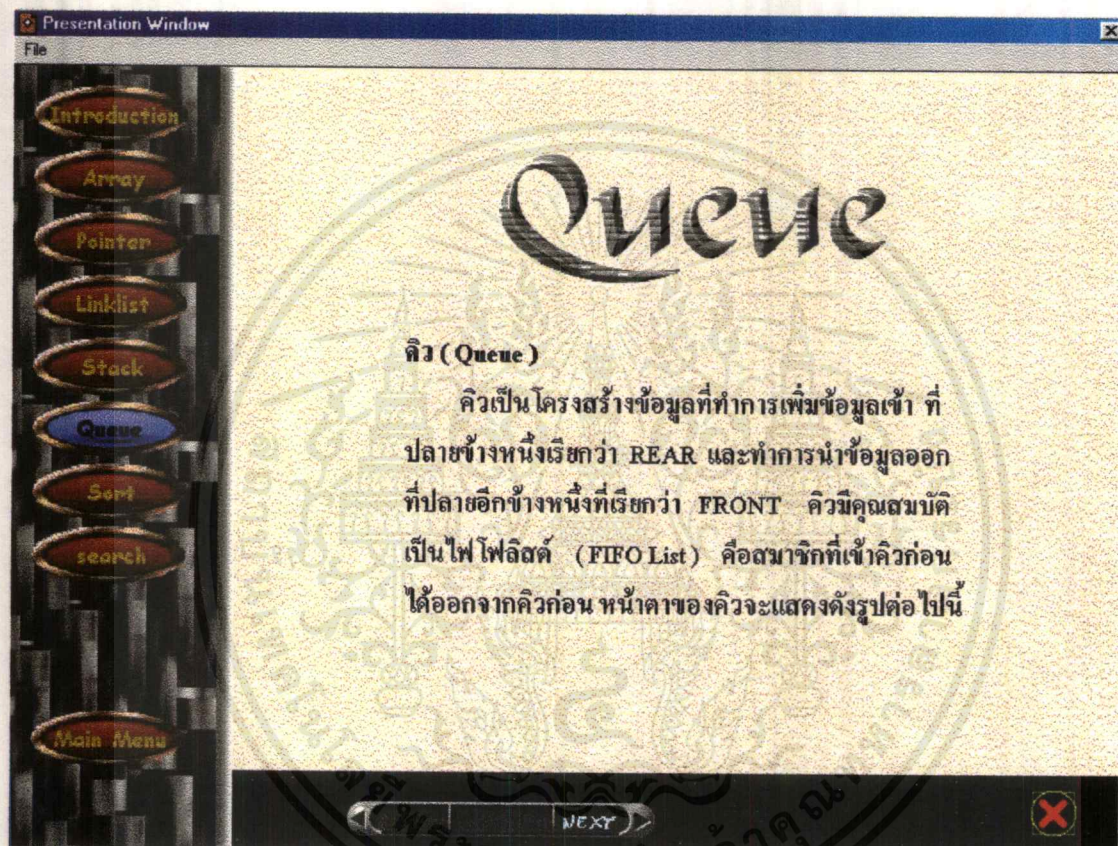 Presentation Window
File
Introduction
Array
Pointer
Linklist
Stack
Queue
Sort
search
Main Menu
Queue
คิว ( Queue )
คิวเป็นโครงสร้างข้อมูลที่ทำการเพิ่มข้อมูลเข้า ที่
ปลายข้างหนึ่งเรียกว่า REAR และทำการนำข้อมูลออก
ที่ปลายอีกข้างหนึ่งที่เรียกว่า FRONT คิวมีคุณสมบัติ
เป็นไฟโฟลิสต์ (FIFO List) คือสมาชิกที่เข้าคิวก่อน
ได้ออกจากคิวก่อน หน้าตาของคิวจะแสดงดังรูปต่อไปนี้
NEXT